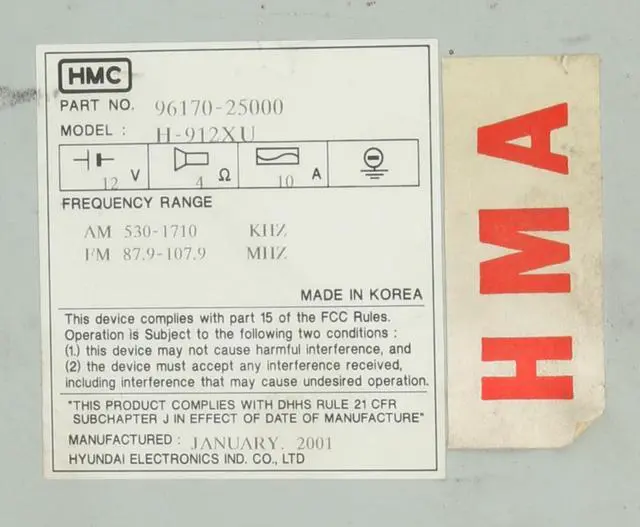 HMC
PART NO. 96170-25000
MODEL : H-912XU
12 V 4 Ω 10 A
FREQUENCY RANGE
AM 530-1710 KHZ
FM 87.9-107.9 MHZ
MADE IN KOREA
This device complies with part 15 of the FCC Rules.
Operation is Subject to the following two conditions :
(1.) this device may not cause harmful interference, and
(2) the device must accept any interference received,
including interference that may cause undesired operation.
"THIS PRODUCT COMPLIES WITH DHHS RULE 21 CFR
SUBCHAPTER J IN EFFECT OF DATE OF MANUFACTURE"
MANUFACTURED : JANUARY, 2001
HYUNDAI ELECTRONICS IND. CO., LTD
HMA